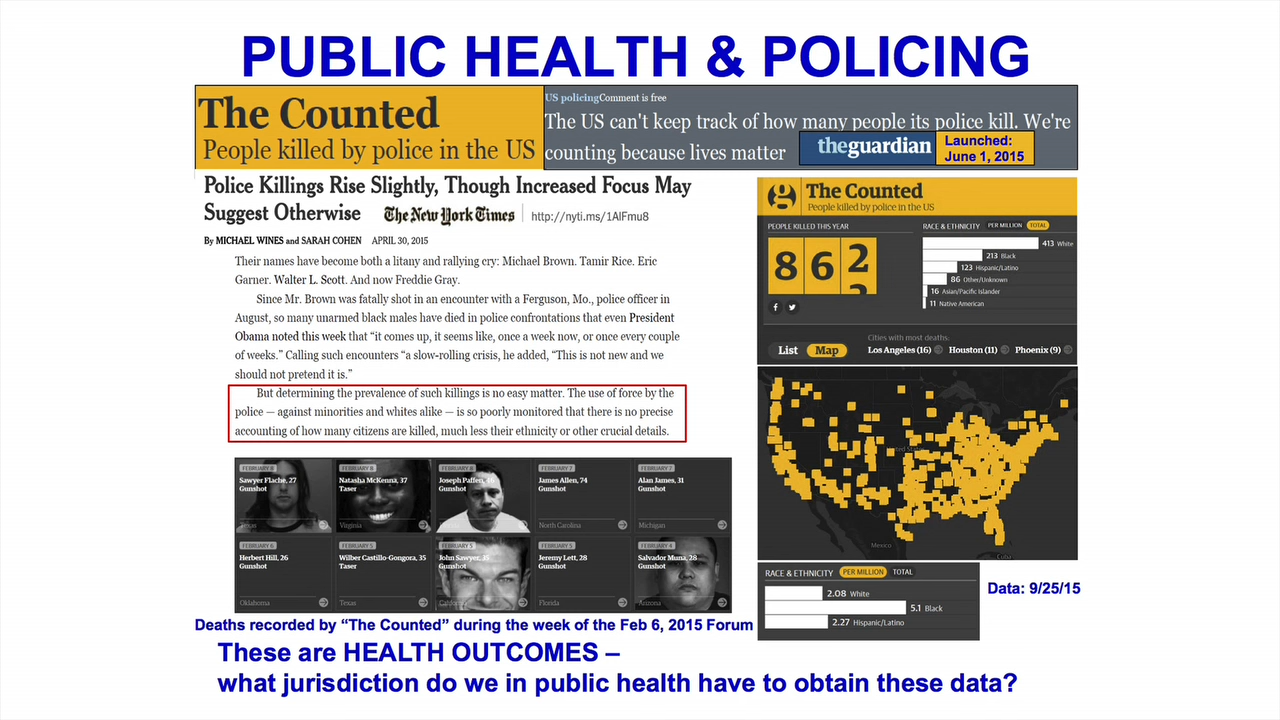 PUBLIC HEALTH & POLICING
The Counted
People killed by police in the US
US policing Comment is free
The US can't keep track of how many people its police kill. We're
counting because lives matter
theguardian
Launched:
June 1, 2015
Police Killings Rise Slightly, Though Increased Focus May
Suggest Otherwise
The New York Times
http://nyti.ms/1AlFmu8
By MICHAEL WINES and SARAH COHEN APRIL 30, 2015
Their names have become both a litany and rallying cry: Michael Brown. Tamir Rice. Eric
Garner. Walter L. Scott. And now Freddie Gray.
Since Mr. Brown was fatally shot in an encounter with a Ferguson, Mo., police officer in
August, so many unarmed black males have died in police confrontations that even President
Obama noted this week that “it comes up, it seems like, once a week now, or once every couple
of weeks.” Calling such encounters “a slow-rolling crisis, he added, “This is not new and we
should not pretend it is.”
But determining the prevalence of such killings is no easy matter. The use of force by the
police — against minorities and whites alike — is so poorly monitored that there is no precise
accounting of how many citizens are killed, much less their ethnicity or other crucial details.
The Counted
People killed by police in the US
PEOPLE KILLED THIS YEAR
862
RACE & ETHNICITY PER MILLION TOTAL
413 White
213 Black
123 Hispanic/Latino
86 Other/Unknown
16 Asian/Pacific Islander
11 Native American
Cities with most deaths:
List Map
Los Angeles (16) Houston (11) Phoenix (9)
Mexico
Cuba
FEBRUARY 8
Sawyer Flache, 27
Gunshot
Texas
FEBRUARY 8
Natasha McKenna, 37
Taser
Virginia
FEBRUARY 8
Joseph Paffen, 46
Gunshot
FEBRUARY 7
James Allen, 74
Gunshot
North Carolina
FEBRUARY 7
Alan James, 31
Gunshot
Michigan
FEBRUARY 6
Herbert Hill, 26
Gunshot
Oklahoma
FEBRUARY 5
Wilber Castillo-Gongora, 35
Taser
Texas
FEBRUARY 5
John Sawyer,
Gunshot
California
FEBRUARY 5
Jeremy Lett, 28
Gunshot
Florida
FEBRUARY 4
Salvador Muna, 28
Gunshot
Arizona
RACE & ETHNICITY PER MILLION TOTAL
2.08 White
5.1 Black
2.27 Hispanic/Latino
Data: 9/25/15
Deaths recorded by “The Counted” during the week of the Feb 6, 2015 Forum
These are HEALTH OUTCOMES –
what jurisdiction do we in public health have to obtain these data?